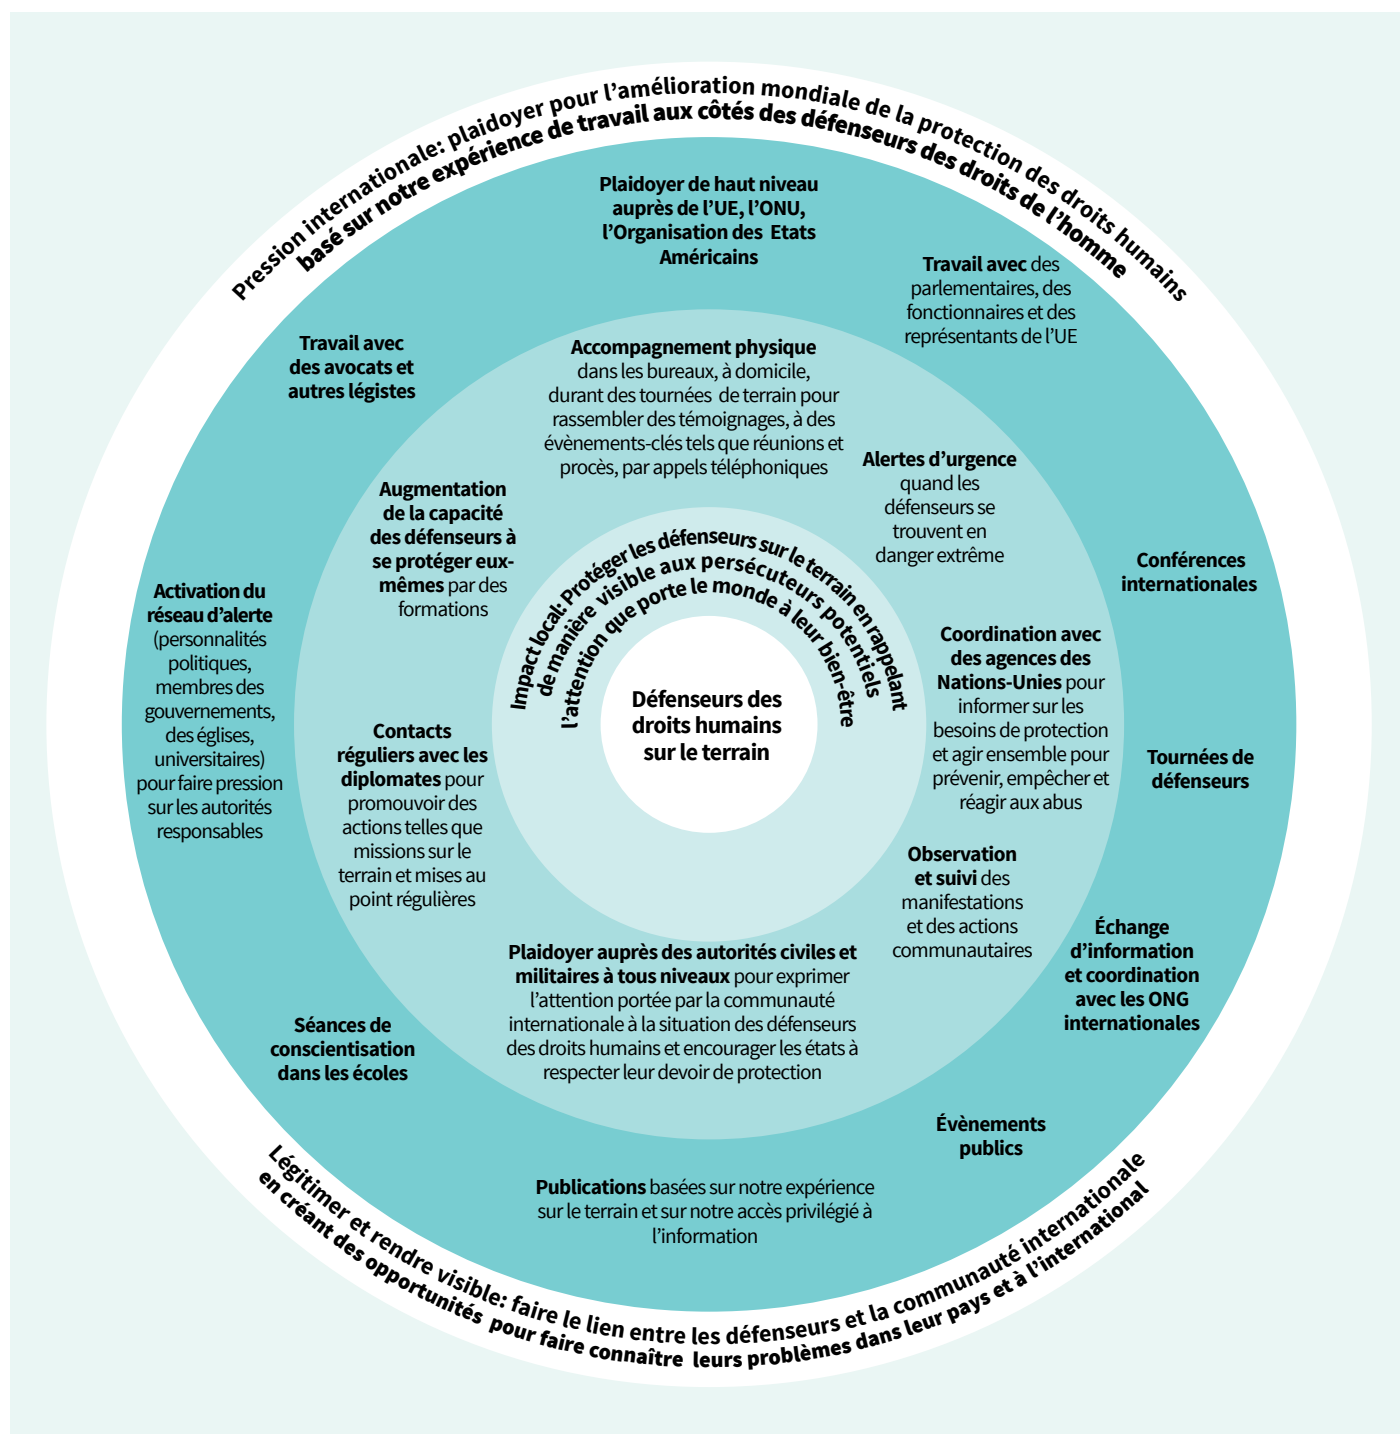 Pression internationale: plaidoyer pour l'amélioration mondiale de la protection des droits humains
basé sur notre expérience de travail aux côtés des défenseurs des droits de l'homme
Plaidoyer de haut niveau
auprès de l'UE, l'ONU,
l'Organisation des Etats
Américains
Travail avec des
parlementaires, des
fonctionnaires et des
représentants de l'UE
Travail avec
des avocats et
autres légistes
Accompagnement physique
dans les bureaux, à domicile,
durant des tournées de terrain pour
rassembler des témoignages, à des
évènements-clés tels que réunions et
procès, par appels téléphoniques
Alertes d'urgence
quand les
défenseurs se
trouvent en
danger extrême
Augmentation
de la capacité
des défenseurs à
se protéger eux-
mêmes par des
formations
Conférences
internationales
Impact local: Protéger les défenseurs sur le terrain en rappelant
de manière visible aux persécuteurs potentiels
l'attention que porte le monde à leur bien-être
Activation du
réseau d'alerte
(personnalités
politiques,
membres des
gouvernements,
des églises,
universitaires)
pour faire pression
sur les autorités
responsables
Coordination avec
des agences des
Nations-Unies pour
informer sur les
besoins de protection
et agir ensemble pour
prévenir, empêcher et
réagir aux abus
Défenseurs des
droits humains
sur le terrain
Contacts
réguliers avec les
diplomates pour
promouvoir des
actions telles que
missions sur le
terrain et mises au
point régulières
Tournées de
défenseurs
Observation
et suivi des
manifestations
et des actions
communautaires
Échange
d'information
et coordination
avec les ONG
internationales
Plaidoyer auprès des autorités civiles et
militaires à tous niveaux pour exprimer
l'attention portée par la communauté
internationale à la situation des défenseurs
des droits humains et encourager les états à
respecter leur devoir de protection
Séances de
conscientisation
dans les écoles
Évènements
publics
Publications basées sur notre expérience
sur le terrain et sur notre accès privilégié à
l'information
Légitimer et rendre visible: faire le lien entre les défenseurs et la communauté internationale
en créant des opportunités pour faire connaître leurs problèmes dans leur pays et à l'international